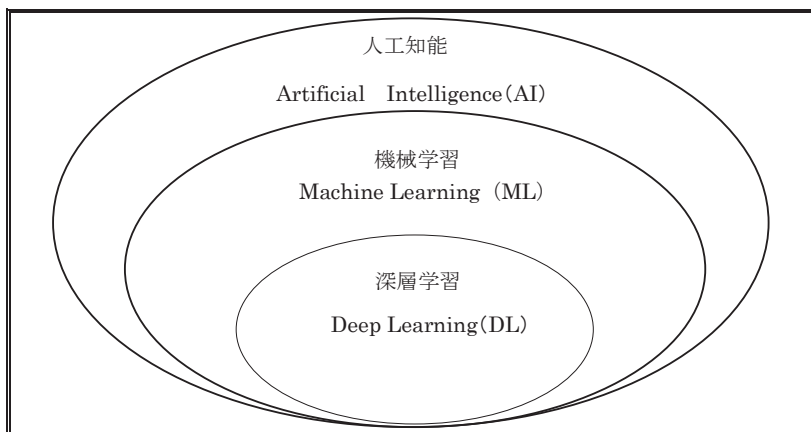 人工知能
Artificial　Intelligence(AI)
機械学習
Machine Learning（ML）
深層学習
Deep Learning(DL)